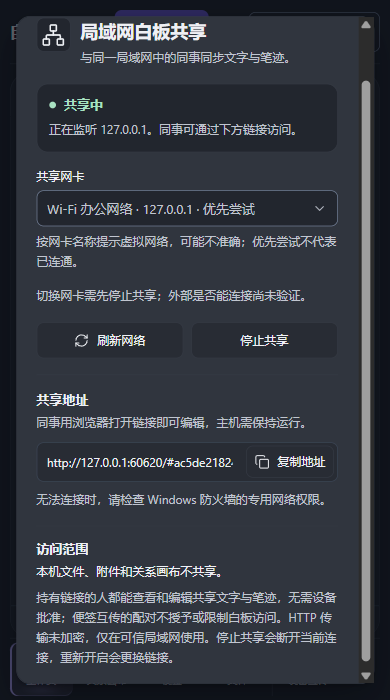 局域网白板共享
与同一局域网中的同事同步文字与笔迹。
共享中
正在监听 127.0.0.1。同事可通过下方链接访问。
共享网卡
Wi-Fi 办公网络 · 127.0.0.1 · 优先尝试
按网卡名称提示虚拟网络，可能不准确；优先尝试不代表
已连通。
切换网卡需先停止共享；外部是否能连接尚未验证。
刷新网络
停止共享
共享地址
同事用浏览器打开链接即可编辑，主机需保持运行。
http://127.0.0.1:60620/#ac5de2182
复制地址
无法连接时，请检查 Windows 防火墙的专用网络权限。
访问范围
本机文件、附件和关系画布不共享。
持有链接的人都能查看和编辑共享文字与笔迹，无需设备
批准；便签互传的配对不授予或限制白板访问。HTTP 传
输未加密，仅在可信局域网使用。停止共享会断开当前连
接，重新开启会更换链接。